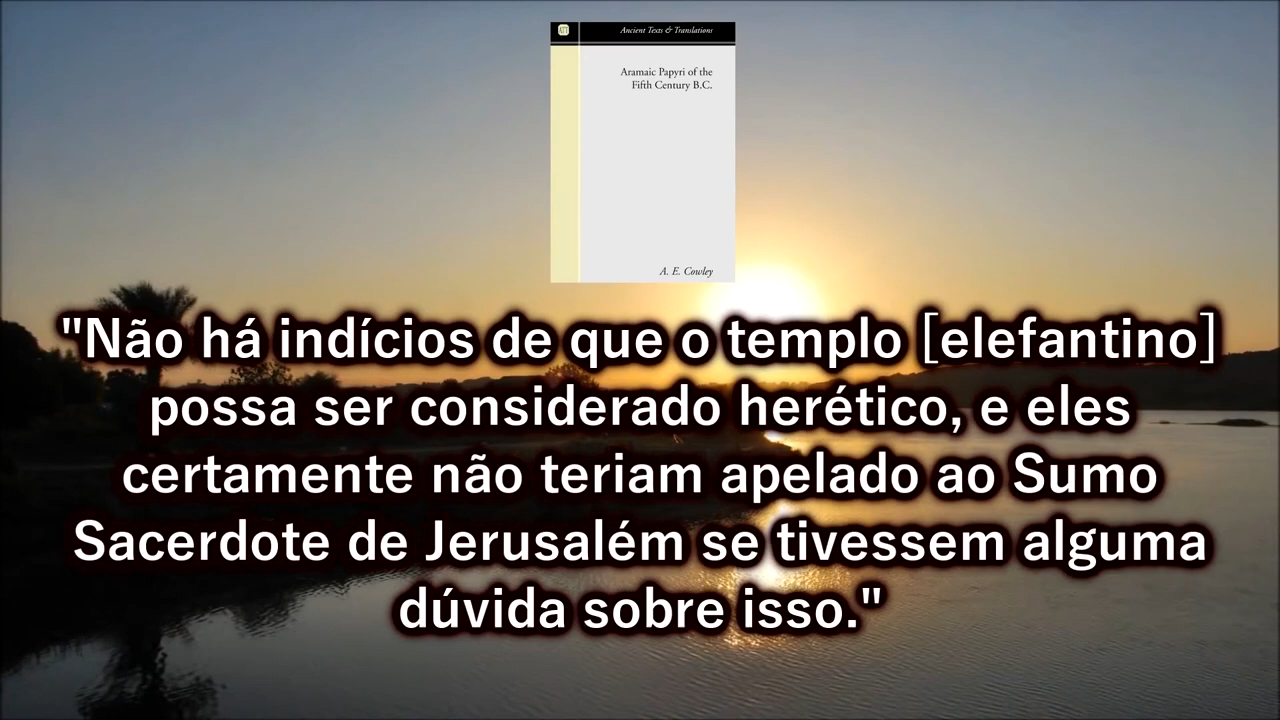 Ancient Texts & Translations
Aramaic Papyri of the
Fifth Century B.C.
A. E. Cowley
"Não há indícios de que o templo [elefantino]
possa ser considerado herético, e eles
certamente não teriam apelado ao Sumo
Sacerdote de Jerusalém se tivessem alguma
dúvida sobre isso."